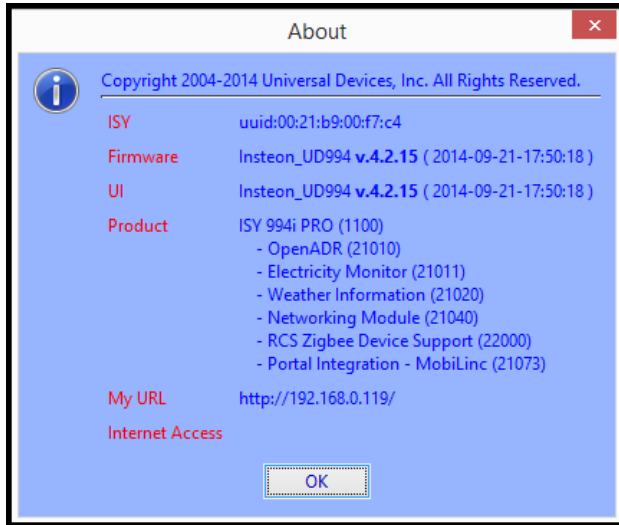 About
Copyright 2004-2014 Universal Devices, Inc. All Rights Reserved.
ISY uuid:00:21:b9:00:f7:c4
Firmware Insteon_UD994 v.4.2.15 ( 2014-09-21-17:50:18 )
UI Insteon_UD994 v.4.2.15 ( 2014-09-21-17:50:18 )
Product ISY 994i PRO (1100)
- OpenADR (21010)
- Electricity Monitor (21011)
- Weather Information (21020)
- Networking Module (21040)
- RCS Zigbee Device Support (22000)
- Portal Integration - MobiLinc (21073)
My URL http://192.168.0.119/
Internet Access
OK